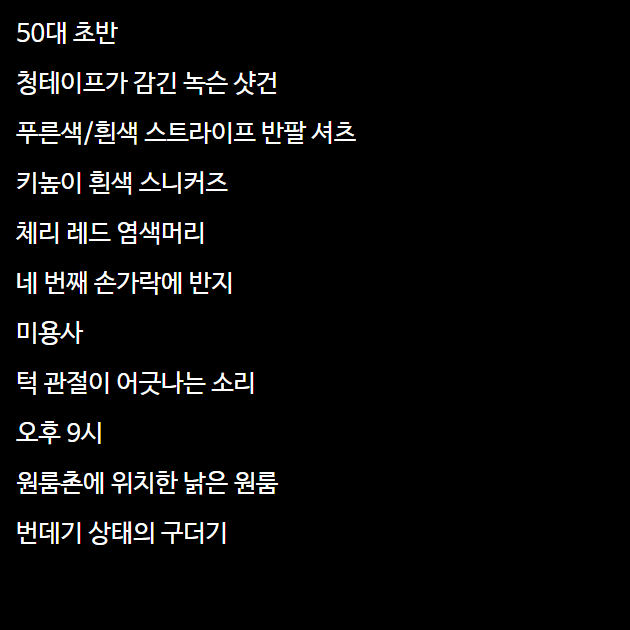 50대 초반
청테이프가 감긴 녹슨 샷건
푸른색/흰색 스트라이프 반팔 셔츠
키높이 흰색 스니커즈
체리 레드 염색머리
네 번째 손가락에 반지
미용사
턱 관절이 어긋나는 소리
오후 9시
원룸촌에 위치한 낡은 원룸
번데기 상태의 구더기